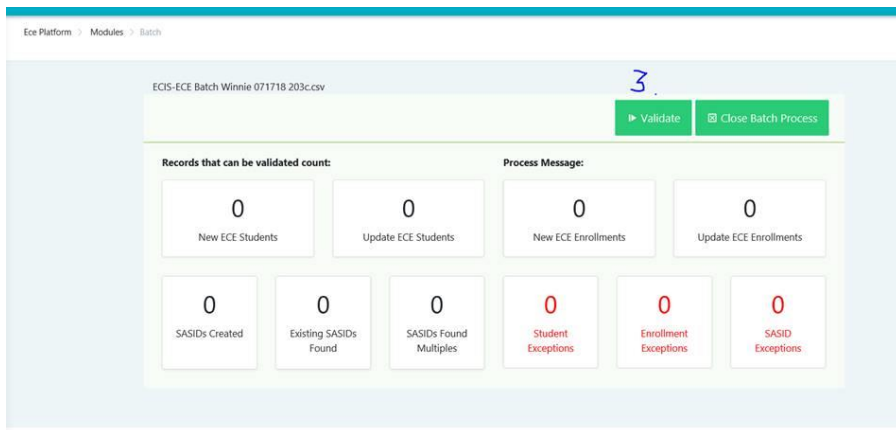 Ece Platform > Modules > Batch
ECIS-ECE Batch Winnie 071718 203c.csv
3.
Validate
Close Batch Process
Records that can be validated count:
Process Message:
0
New ECE Students
0
Update ECE Students
0
New ECE Enrollments
0
Update ECE Enrollments
0
SASIDs Created
0
Existing SASIDs
Found
0
SASIDs Found
Multiples
0
Student
Exceptions
0
Enrollment
Exceptions
0
SASID
Exceptions